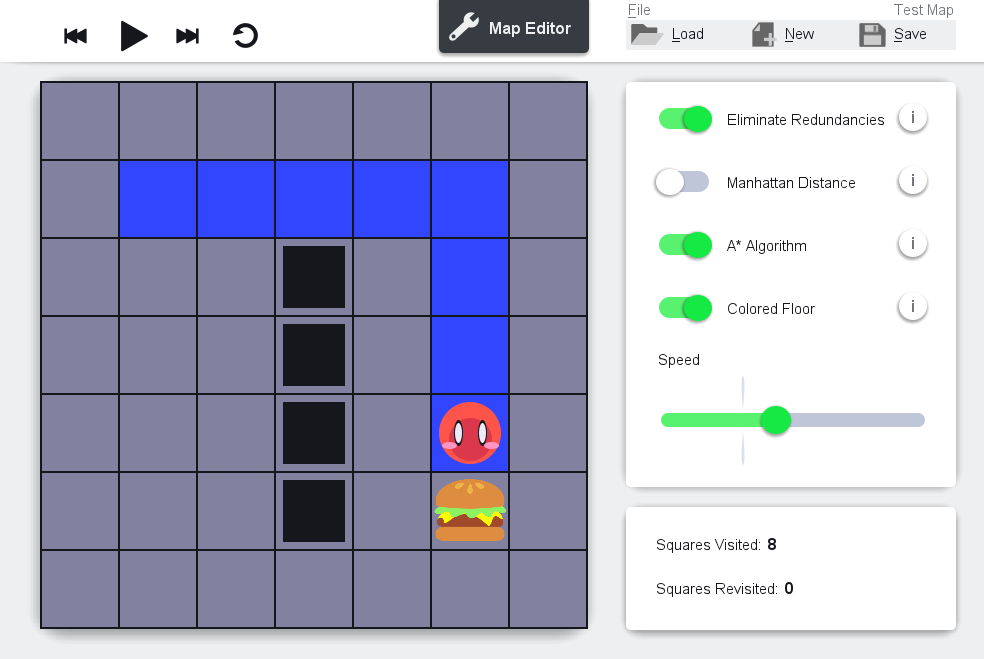 File
Test Map
Map Editor
Load
New
Save
Eliminate Redundancies
i
Manhattan Distance
i
A* Algorithm
i
Colored Floor
i
Speed
Squares Visited: 8
Squares Revisited: 0